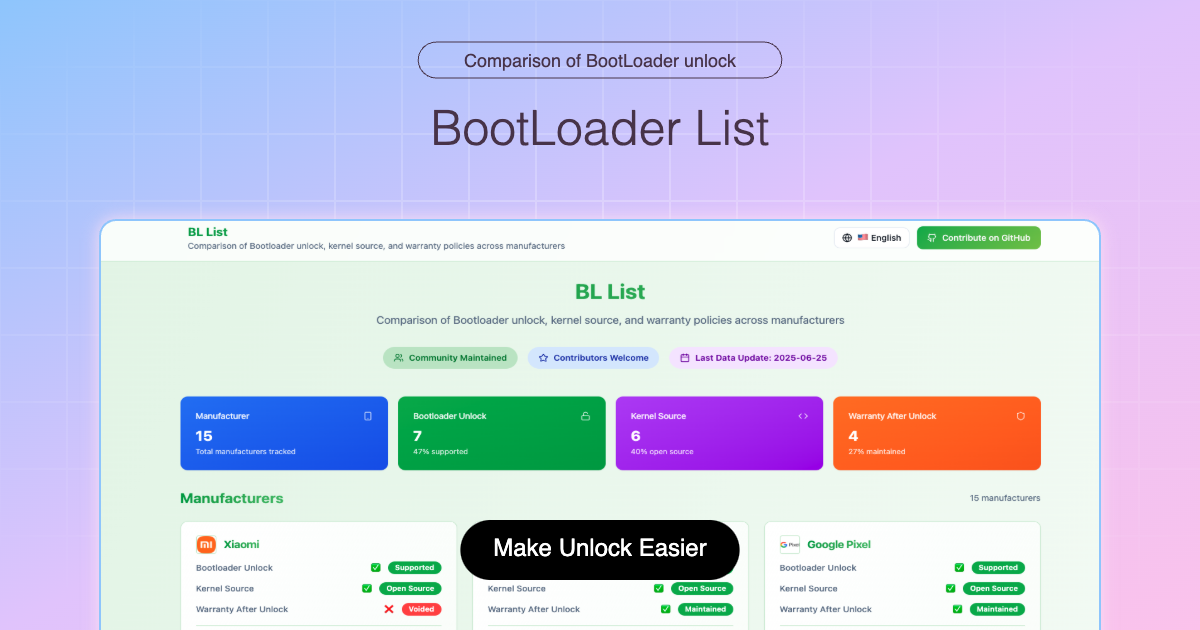 Comparison of BootLoader unlock
BootLoader List
BL List
Comparison of Bootloader unlock, kernel source, and warranty policies across manufacturers
English
Contribute on GitHub
BL List
Comparison of Bootloader unlock, kernel source, and warranty policies across manufacturers
Community Maintained
Contributors Welcome
Last Data Update: 2025-06-25
Manufacturer
15
Total manufacturers tracked
Bootloader Unlock
7
47% supported
Kernel Source
6
40% open source
Warranty After Unlock
4
27% maintained
Manufacturers
15 manufacturers
Xiaomi
Bootloader Unlock
Supported
Kernel Source
Open Source
Warranty After Unlock
Voided
Make Unlock Easier
Kernel Source
Open Source
Warranty After Unlock
Maintained
G Pixel
Google Pixel
Bootloader Unlock
Supported
Kernel Source
Open Source
Warranty After Unlock
Maintained